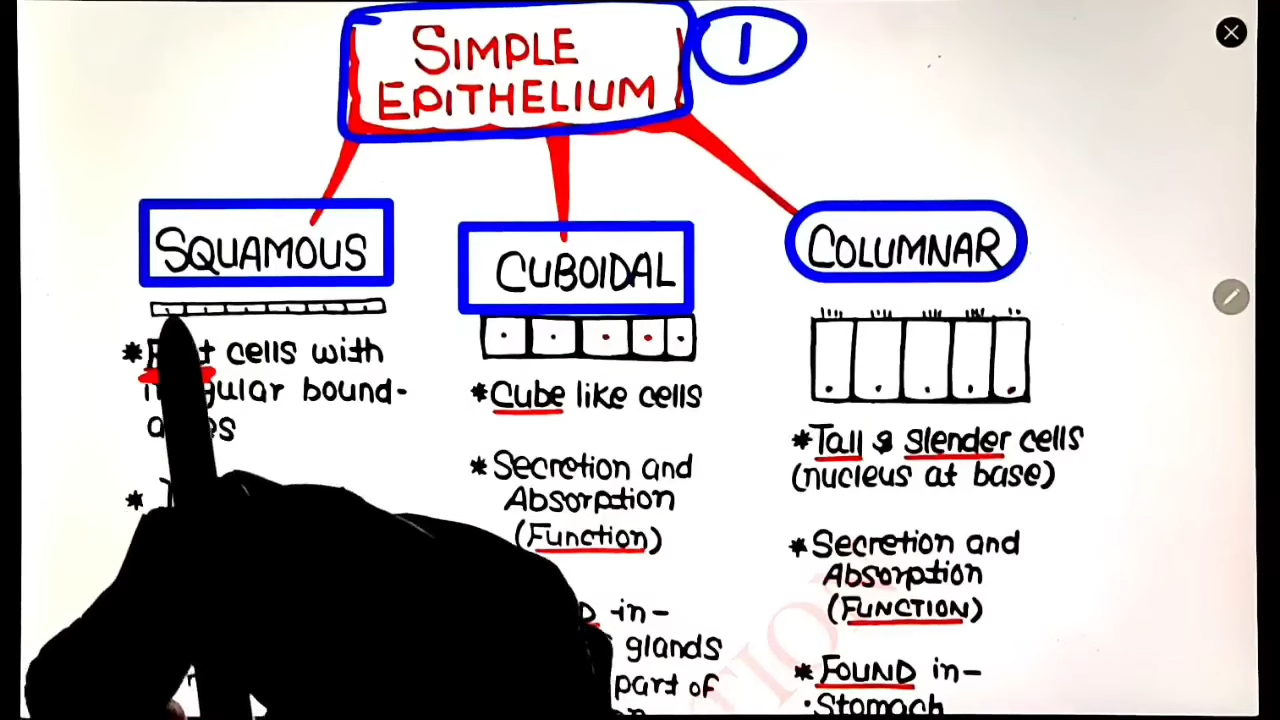 SIMPLE
EPITHELIUM
1
SQUAMOUS
* cells with
bound-
* 
CUBOIDAL
* Cube like cells
* Secretion and
Absorption
(Function)
in-
glands
part of
COLUMNAR
* Tall & slender cells
(nucleus at base)
* Secretion and
Absorption
(FUNCTION)
* FOUND in-
• Stomach